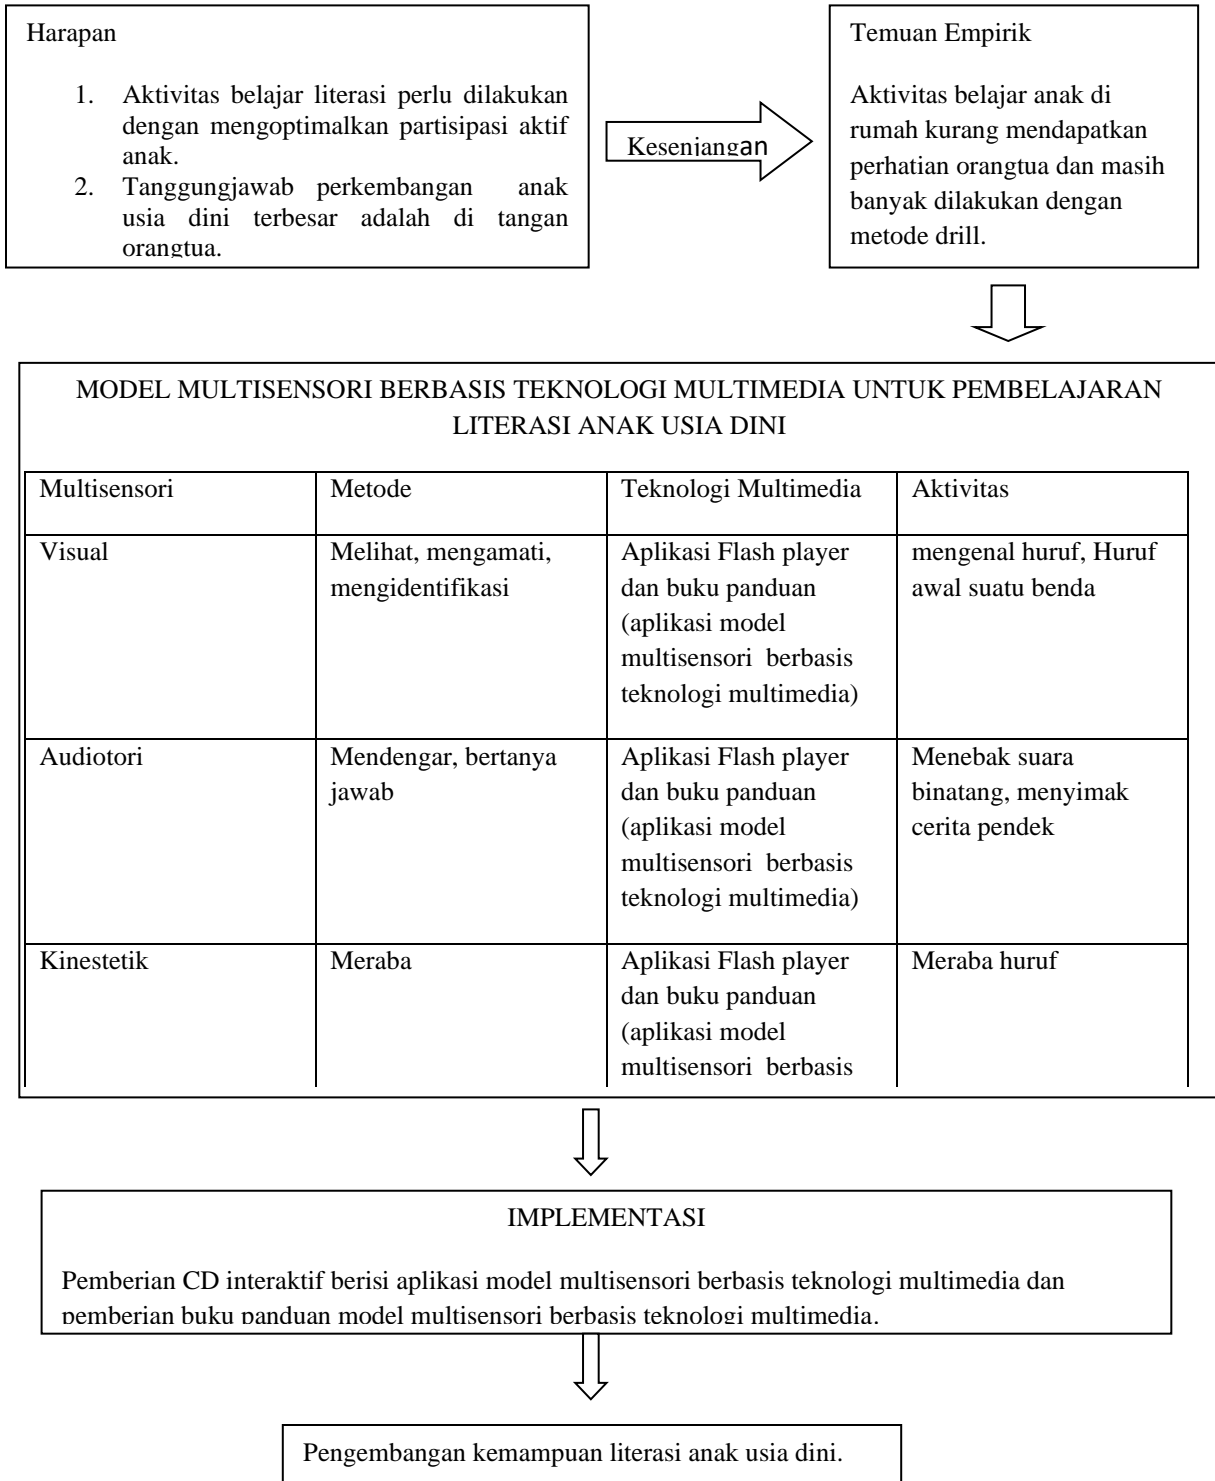 Harapan
1. Aktivitas belajar literasi perlu dilakukan
dengan mengoptimalkan partisipasi aktif
anak.
2. Tanggungjawab perkembangan anak
usia dini terbesar adalah di tangan
orangtua.
Kesenjangan
Temuan Empirik
Aktivitas belajar anak di
rumah kurang mendapatkan
perhatian orangtua dan masih
banyak dilakukan dengan
metode drill.
MODEL MULTISENSORI BERBASIS TEKNOLOGI MULTIMEDIA UNTUK PEMBELAJARAN
LITERASI ANAK USIA DINI
Multisensori Metode Teknologi Multimedia Aktivitas
Visual
Melihat, mengamati,
mengidentifikasi
Aplikasi Flash player
dan buku panduan
(aplikasi model
multisensori berbasis
teknologi multimedia)
mengenal huruf, Huruf
awal suatu benda
Audiotori
Mendengar, bertanya
jawab
Aplikasi Flash player
dan buku panduan
(aplikasi model
multisensori berbasis
teknologi multimedia)
Menebak suara
binatang, menyimak
cerita pendek
Kinestetik
Meraba
Aplikasi Flash player
dan buku panduan
(aplikasi model
multisensori berbasis
Meraba huruf
IMPLEMENTASI
Pemberian CD interaktif berisi aplikasi model multisensori berbasis teknologi multimedia dan
pemberian buku panduan model multisensori berbasis teknologi multimedia.
Pengembangan kemampuan literasi anak usia dini.